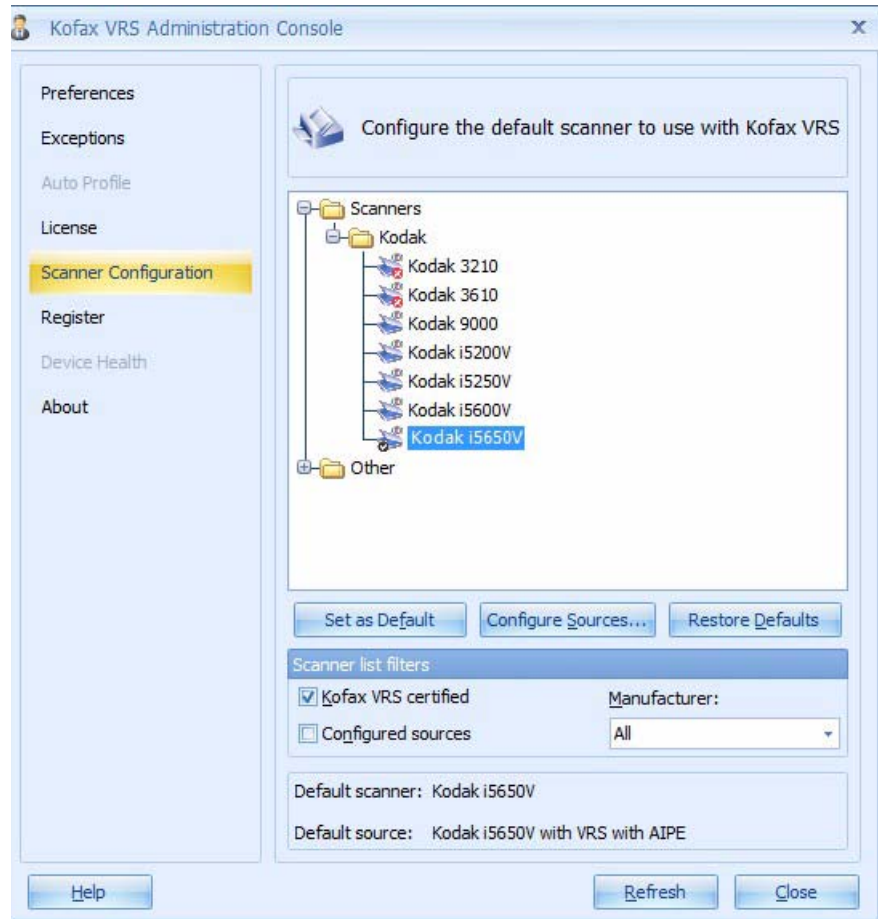 Kofax VRS Administration Console
X
Preferences
Exceptions
Auto Profile
License
Scanner Configuration
Register
Device Health
About
Configure the default scanner to use with Kofax VRS
Scanners
Kodak
Kodak 3210
Kodak 3610
Kodak 9000
Kodak i5200V
Kodak i5250V
Kodak i5600V
Kodak i5650V
Other
Set as Default Configure Sources... Restore Defaults
Scanner list filters
Kofax VRS certified Manufacturer:
Configured sources All
Default scanner: Kodak i5650V
Default source: Kodak i5650V with VRS with AIPE
Help Refresh Close